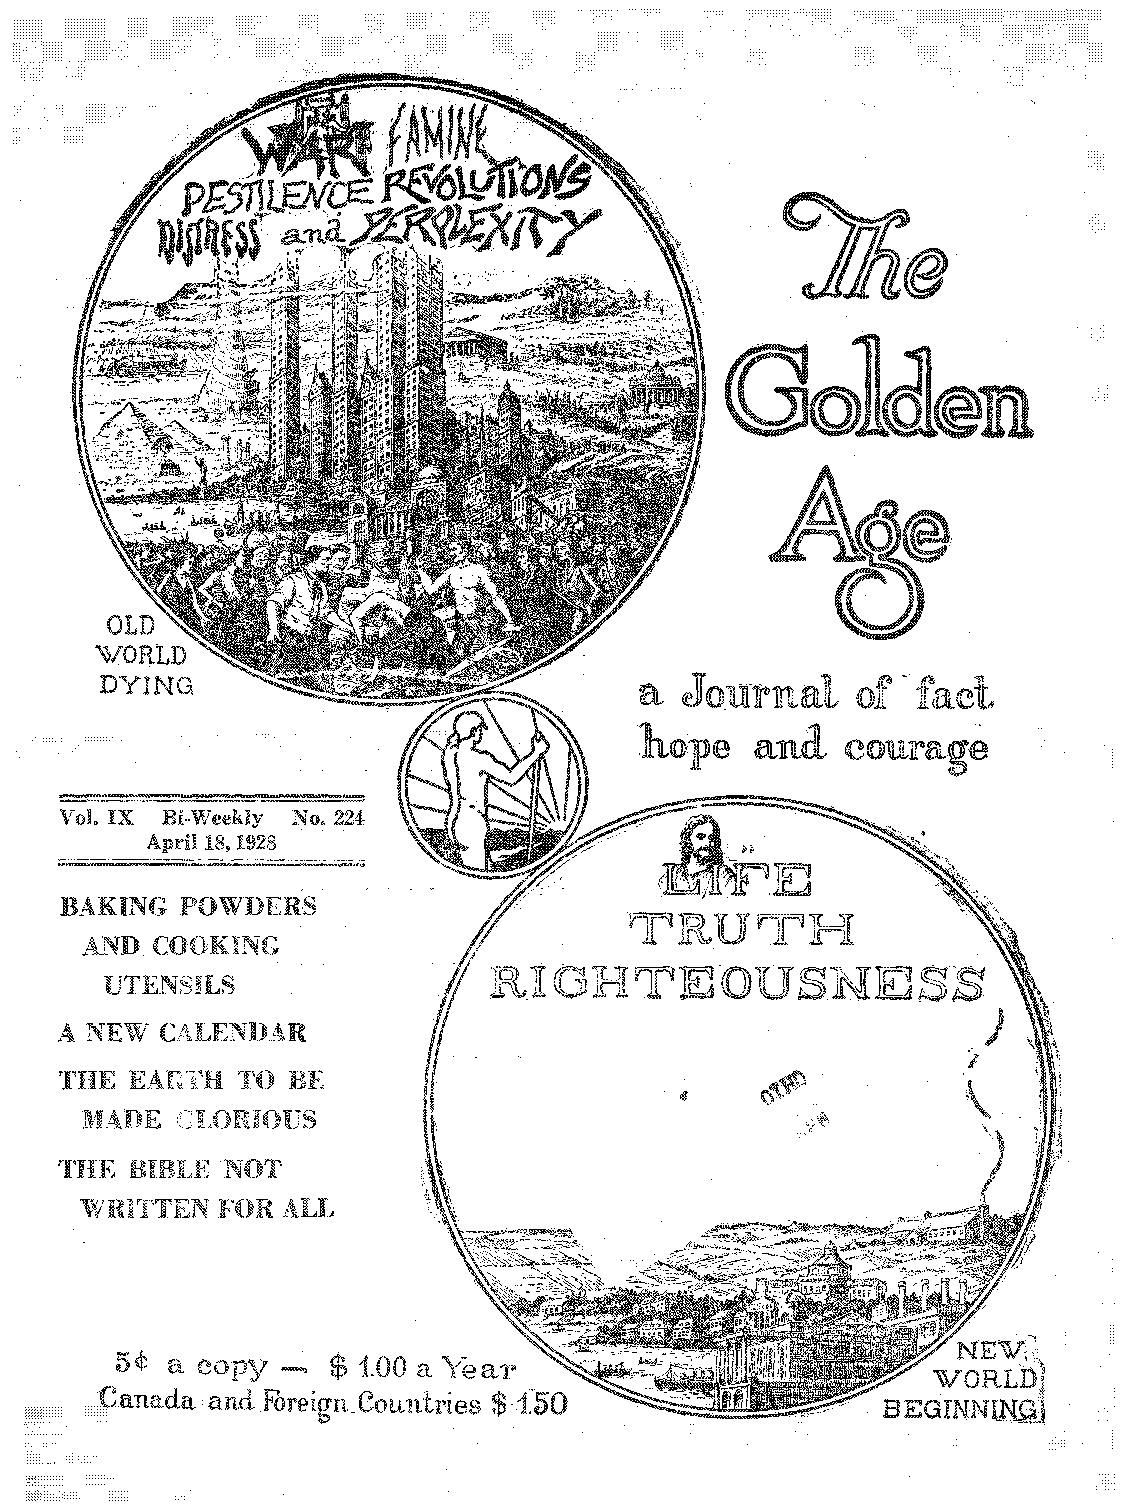 WAR FAMINE
PESTILENCE REVOLUTIONS
DISTRESS and PERPLEXITY
The
Golden
Age
OLD
WORLD
DYING
a Journal of fact
hope and courage
Vol. IX Bi-Weekly No. 224
April 18, 1928
BAKING POWDERS
AND COOKING
UTENSILS
A NEW CALENDAR
THE EARTH TO BE
MADE GLORIOUS
THE BIBLE NOT
WRITTEN FOR ALL
LIFE
TRUTH
RIGHTEOUSNESS
5¢ a copy — $ 1.00 a Year
Canada and Foreign Countries $ 1.50
NEW
WORLD
BEGINNING